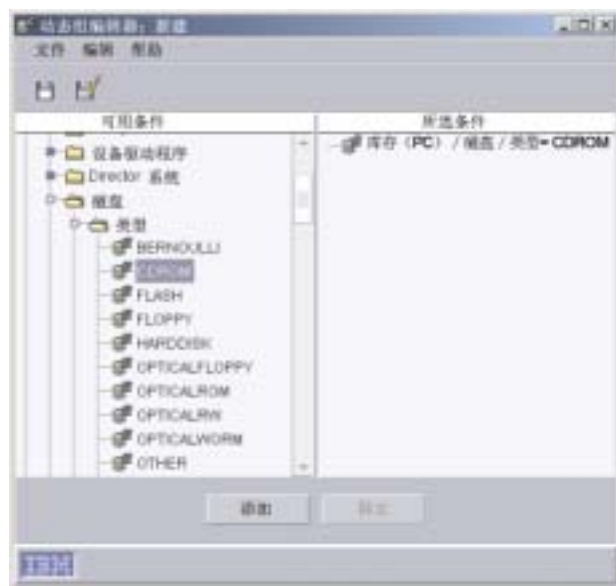 动态组编辑器：新建
文件 编辑 帮助
可用条件
所选条件
设备驱动程序
Director 系统
磁盘
类型
BERNOULLI
CDROM
FLASH
FLOPPY
HARDDISK
OPTICALFLOPPY
OPTICALROM
OPTICALRW
OPTICALWORM
OTHER
库存（PC）/ 磁盘 / 类型= CDROM
添加
IBM